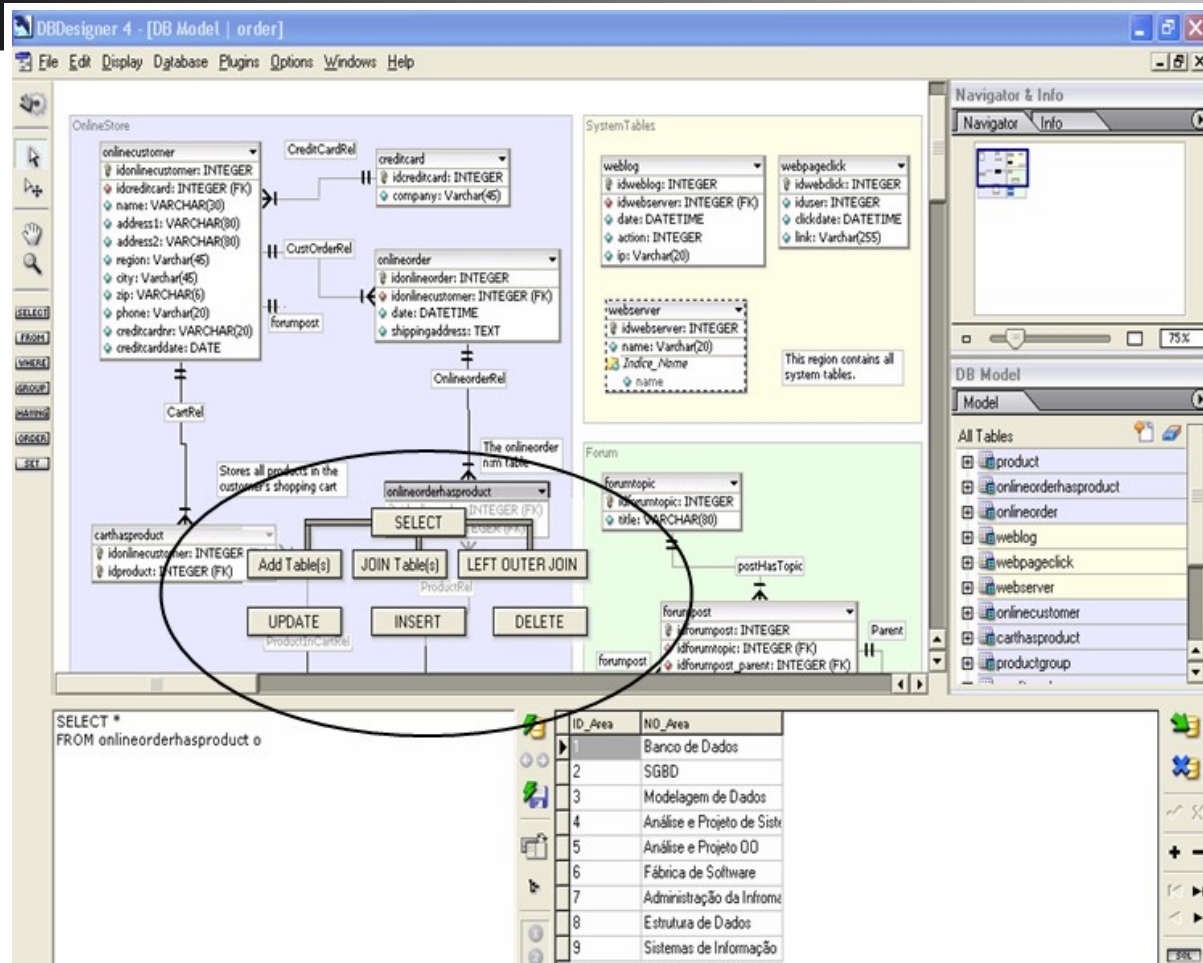 DBDesigner 4 - [DB Model | order]
File Edit Display Database Plugins Options Windows Help
OnlineStore
onlinecustomer
idonlinecustomer: INTEGER
idcreditcard: INTEGER (FK)
name: VARCHAR(30)
address1: VARCHAR(80)
address2: VARCHAR(80)
region: Varchar(45)
city: Varchar(45)
zip: VARCHAR(6)
phone: Varchar(20)
creditcardnr: VARCHAR(20)
creditcarddate: DATE
CreditCardRel
creditcard
idcreditcard: INTEGER
company: Varchar(45)
CustOrderRel
forumpost
onlineorder
idonlineorder: INTEGER
idonlinecustomer: INTEGER (FK)
date: DATETIME
shippingaddress: TEXT
OnlineorderRel
CartRel
Stores all products in the
customer's shopping cart
The onlineorder
n:m table
onlineorderhasproduct
INTEGER (FK)
carthasproduct
idonlinecustomer: INTEGER
idproduct: INTEGER (FK)
SELECT
Add Table(s)
JOIN Table(s)
LEFT OUTER JOIN
ProductRel
UPDATE
INSERT
DELETE
ProductInCartRel
SystemTables
weblog
idweblog: INTEGER
idwebserver: INTEGER (FK)
date: DATETIME
action: INTEGER
ip: Varchar(20)
webpageclick
idwebclick: INTEGER
iduser: INTEGER
clickdate: DATETIME
link: Varchar(255)
webserver
idwebserver: INTEGER
name: Varchar(20)
Indice_Name
name
This region contains all
system tables.
Forum
forumtopic
idforumtopic: INTEGER
title: VARCHAR(80)
postHasTopic
forumpost
idforumpost: INTEGER
idforumtopic: INTEGER (FK)
idforumpost_parent: INTEGER (FK)
Parent
forumpost
SELECT
FROM
WHERE
GROUP
HAVING
ORDER
SET
Navigator & Info
Navigator Info
75%
DB Model
Model
All Tables
product
onlineorderhasproduct
onlineorder
weblog
webpageclick
webserver
onlinecustomer
carthasproduct
productgroup
SELECT *
FROM onlineorderhasproduct o
ID_Area NO_Area
1 Banco de Dados
2 SGBD
3 Modelagem de Dados
4 Análise e Projeto de Siste
5 Análise e Projeto OO
6 Fábrica de Software
7 Administração da Infroma
8 Estrutura de Dados
9 Sistemas de Informação
SQL